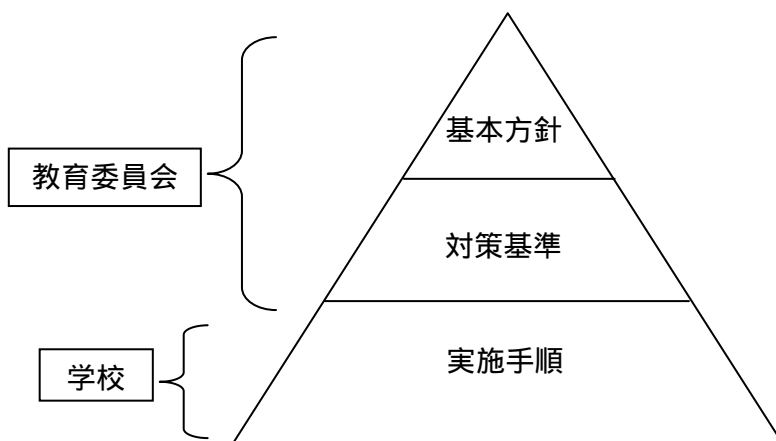 基本方針
教育委員会
対策基準
実施手順
学校